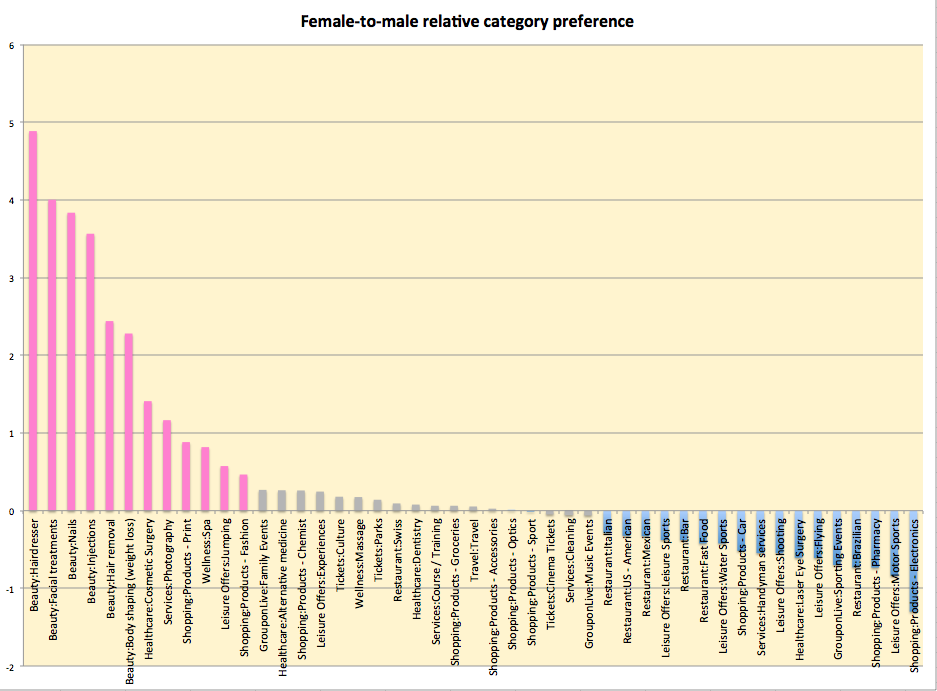 Female-to-male relative category preference
6
5
4
3
2
1
0
-1
-2
Beauty:Hairdresser
Beauty:Facial treatments
Beauty:Nails
Beauty:Injections
Beauty:Hair removal
Beauty:Body shaping (weight loss)
Healthcare:Cosmetic Surgery
Services:Photography
Shopping:Products - Print
Wellness:Spa
Leisure Offers:Jumping
Shopping:Products - Fashion
GrouponLive:Family Events
Healthcare:Alternative medicine
Shopping:Products - Chemist
Leisure Offers:Experiences
Tickets:Culture
Wellness:Massage
Tickets:Parks
Restaurant:Swiss
Healthcare:Dentistry
Services:Course / Training
Shopping:Products - Groceries
Travel:Travel
Shopping:Products - Accessories
Shopping:Products - Optics
Shopping:Products - Sport
Tickets:Cinema Tickets
Services:Cleaning
GrouponLive:Music Events
Restaurant:Italian
Restaurant:US - American
Restaurant:Mexican
Leisure Offers:Leisure Sports
Restaurant:Bar
Restaurant:Fast Food
Leisure Offers:Water Sports
Shopping:Products - Car
Services:Handyman services
Leisure Offers:Shooting
Healthcare:Laser Eye Surgery
Leisure Offers:Flying
GrouponLive:Sporting Events
Restaurant:Brazilian
Shopping:Products - Pharmacy
Leisure Offers:Motor Sports
Shopping:Products - Electronics